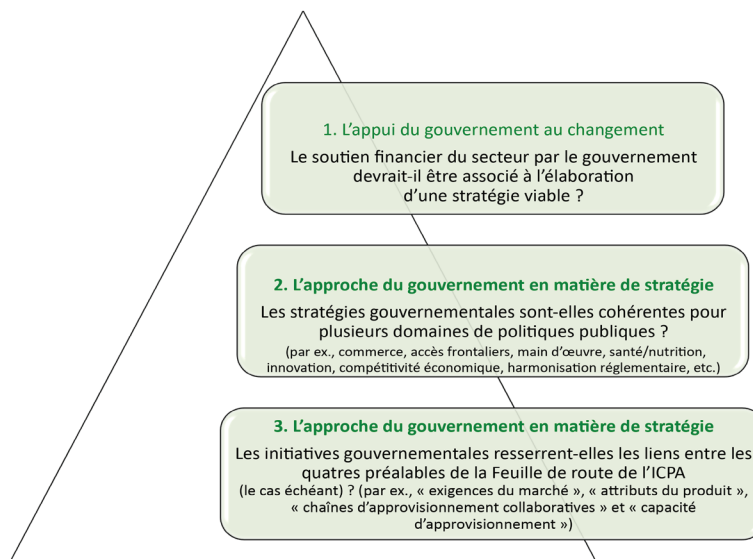 1. L’appui du gouvernement au changement
Le soutien financier du secteur par le gouvernement
devrait-il être associé à l’élaboration
d’une stratégie viable ?
2. L’approche du gouvernement en matière de stratégie
Les stratégies gouvernementales sont-elles cohérentes pour
plusieurs domaines de politiques publiques ?
(par ex., commerce, accès frontaliers, main d’œuvre, santé/nutrition,
innovation, compétitivité économique, harmonisation réglementaire, etc.)
3. L’approche du gouvernement en matière de stratégie
Les initiatives gouvernementales resserrent-elles les liens entre les
quatres préalables de la Feuille de route de l’ICPA
(le cas échéant) ? (par ex., « exigences du marché », « attributs du produit »,
« chaînes d’approvisionnement collaboratives » et « capacité
d’approvisionnement »)